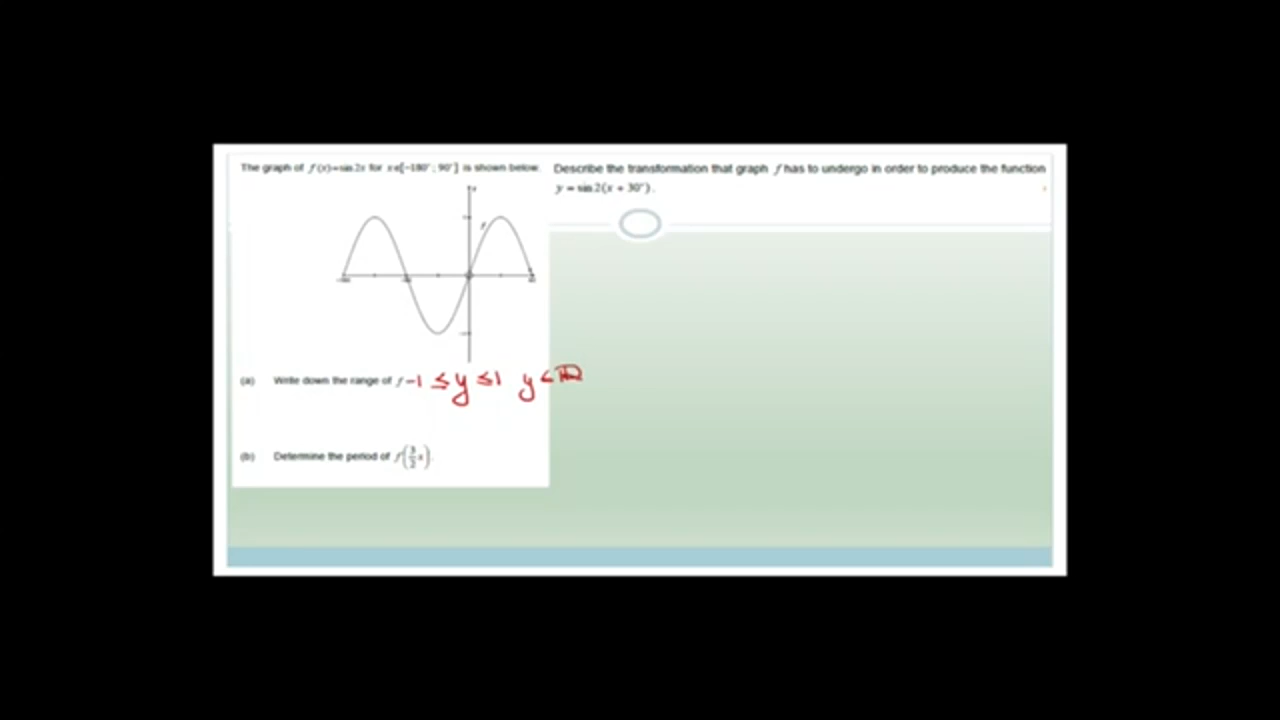 The graph of f(x)=sin 2x for x∈[−180°; 90°] is shown below.
Describe the transformation that graph f has to undergo in order to produce the function
y = sin 2(x + 30°).
y
f
(a) Write down the range of f −1 ≤ y ≤ 1 y ∈ ℝ
(b) Determine the period of f(3/2 x).